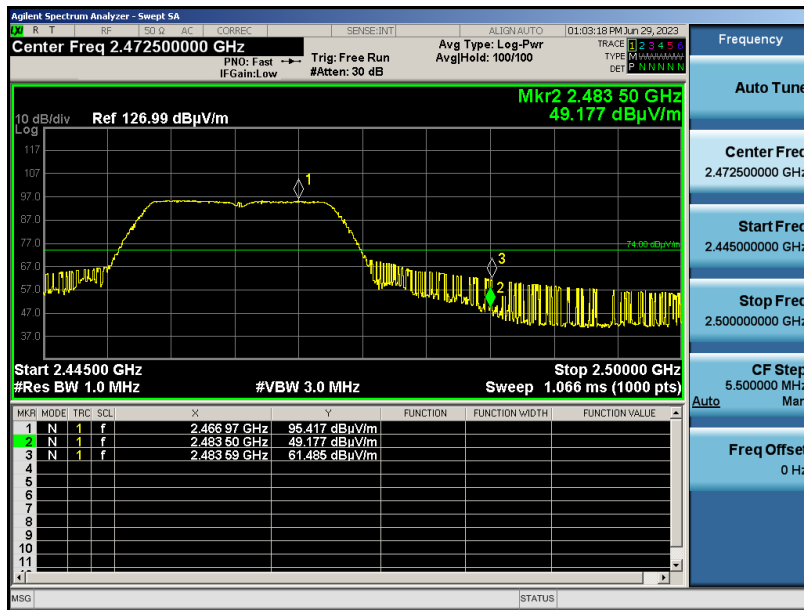 Agilent Spectrum Analyzer - Swept SA
LXI R T RF 50 Ω AC CORREC SENSE:INT ALIGN AUTO 01:03:18 PM Jun 29, 2023
Center Freq 2.472500000 GHz
PNO: Fast
IFGain:Low
Trig: Free Run
#Atten: 30 dB
Avg Type: Log-Pwr
Avg|Hold: 100/100
TRACE 1 2 3 4 5 6
TYPE M
DET P N N N N N
Frequency
Mkr2 2.483 50 GHz
49.177 dBµV/m
10 dB/div Ref 126.99 dBµV/m
Log
117
107
97.0
87.0
77.0
67.0
57.0
47.0
37.0
1
3
2
74.00 dBµV/m
Start 2.44500 GHz Stop 2.50000 GHz
#Res BW 1.0 MHz #VBW 3.0 MHz Sweep 1.066 ms (1000 pts)
MKR MODE TRC SCL X Y FUNCTION FUNCTION WIDTH FUNCTION VALUE
1 N 1 f 2.466 97 GHz 95.417 dBµV/m
2 N 1 f 2.483 50 GHz 49.177 dBµV/m
3 N 1 f 2.483 59 GHz 61.485 dBµV/m
4
5
6
7
8
9
10
11
Auto Tune
Center Freq
2.472500000 GHz
Start Freq
2.445000000 GHz
Stop Freq
2.500000000 GHz
CF Step
5.500000 MHz
Auto Man
Freq Offset
0 Hz
MSG STATUS